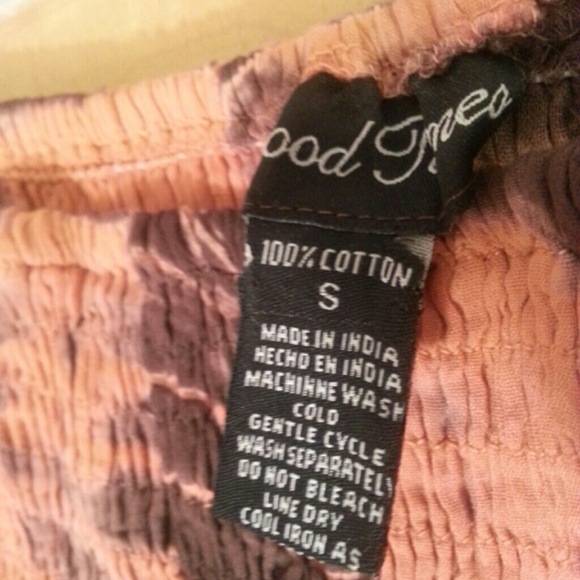 ood
100% COTTON
S
MADE IN INDIA
HECHO EN INDIA
MACHINNE WASH
COLD
GENTLE CYCLE
WASH SEPARATELY
DO NOT BLEACH
LINE DRY
COOL IRON AS